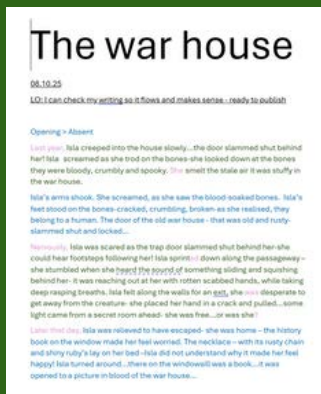 The war house
08.10.25
LO: I can check my writing so it flows and makes sense - ready to publish
Opening > Absent
Last year, Isla creeped into the house slowly...the door slammed shut behind
her! Isla screamed as she trod on the bones-she looked down at the bones
they were bloody, crumbly and spooky. She smelt the stale air it was stuffy in
the war house.
Isla's arms shook. She screamed, as she saw the blood-soaked bones. Isla's
feet stood on the bones-cracked, crumbling, broken- as she realised, they
belong to a human. The door of the old war house - that was old and rusty-
slammed shut and locked...
Nervously, Isla was scared as the trap door slammed shut behind her-she
could hear footsteps following her! Isla sprinted down along the passageway –
she stumbled when she heard the sound of something sliding and squishing
behind her- it was reaching out at her with rotten scabbed hands, while taking
deep rasping breaths. Isla felt along the walls for an exit, she was desperate to
get away from the creature- she placed her hand in a crack and pulled...some
light came from a secret room ahead- she was free...or was she?
Later that day, Isla was relieved to have escaped- she was home – the history
book on the window made her feel worried. The necklace – with its rusty chain
and shiny ruby's lay on her bed -Isla did not understand why it made her feel
happy! Isla turned around...there on the windowsill was a book...it was
opened to a picture in blood of the war house...